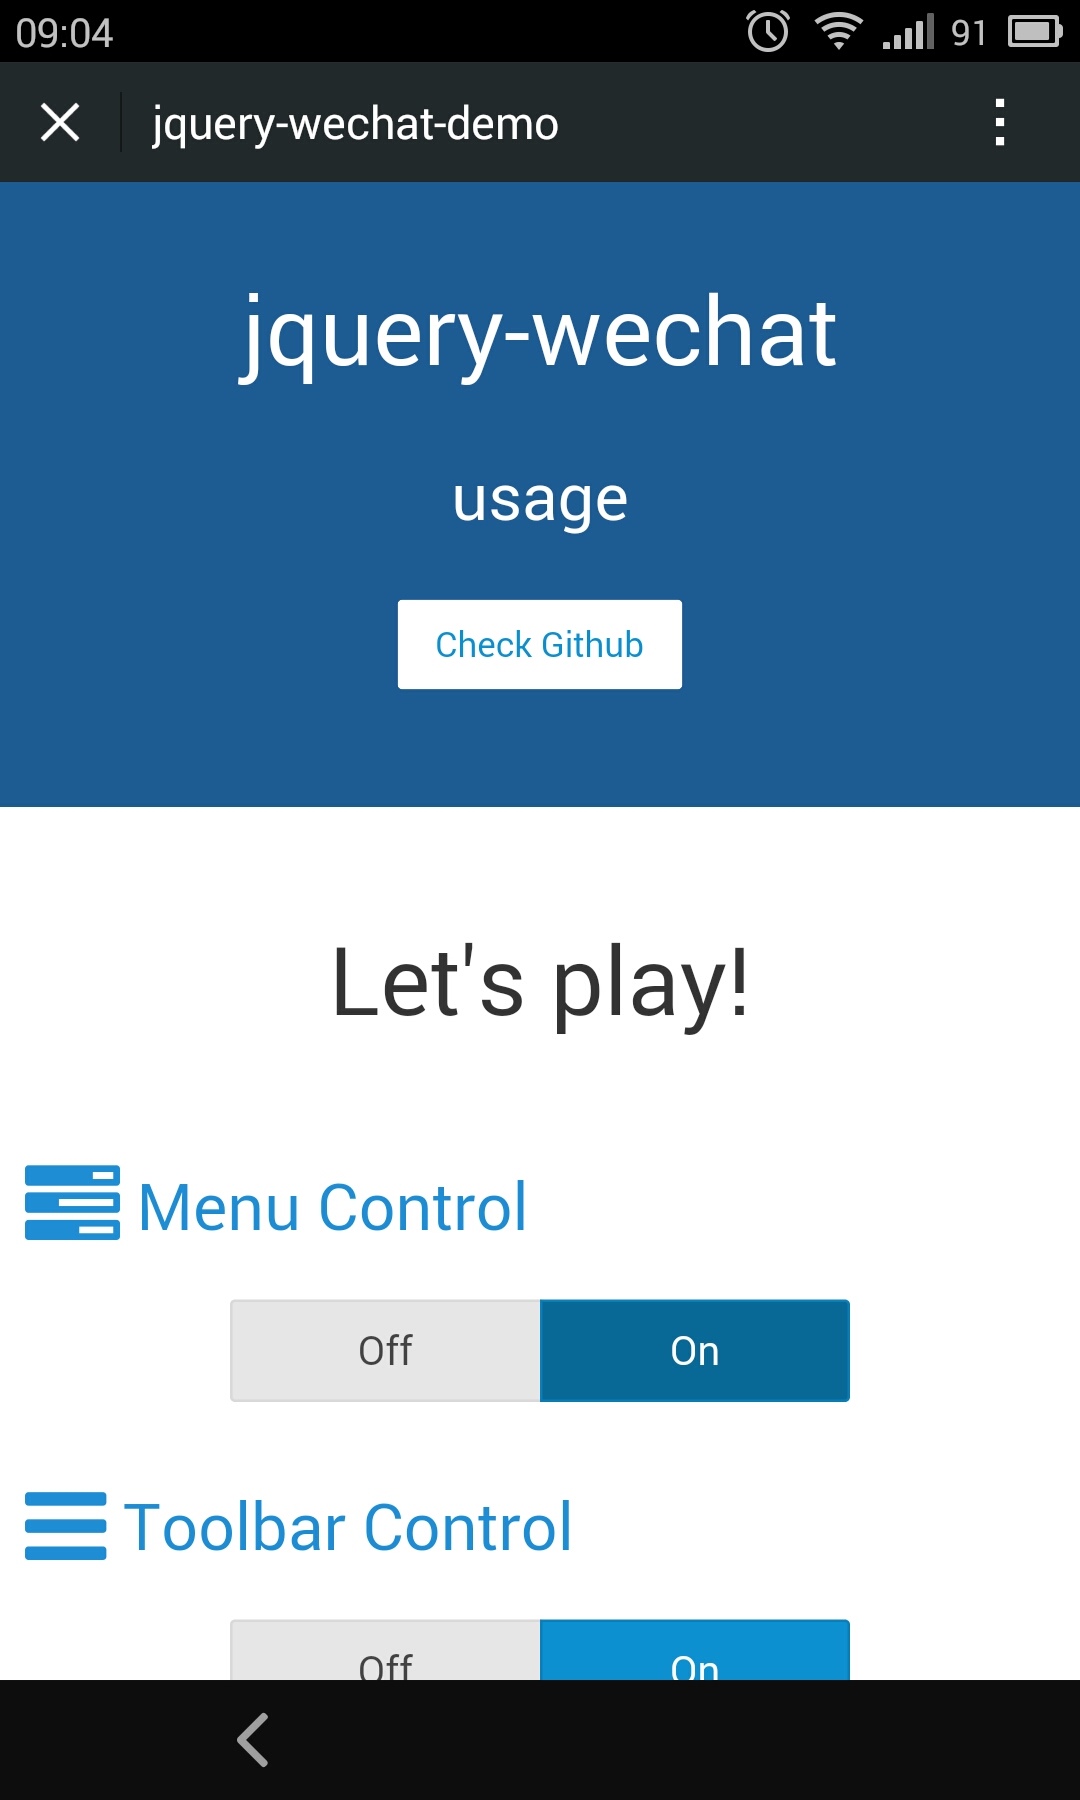 09:04 91
jquery-wechat-demo
jquery-wechat
usage
Check Github
Let's play!
Menu Control
Off On
Toolbar Control
Off On